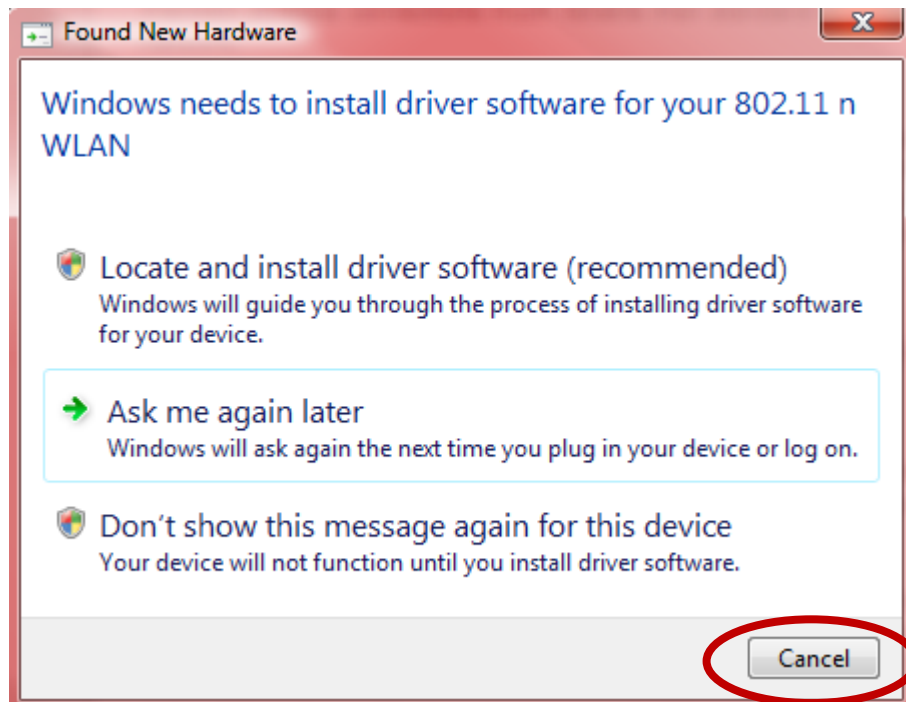 Found New Hardware
Windows needs to install driver software for your 802.11 n
WLAN
Locate and install driver software (recommended)
Windows will guide you through the process of installing driver software
for your device.
Ask me again later
Windows will ask again the next time you plug in your device or log on.
Don't show this message again for this device
Your device will not function until you install driver software.
Cancel